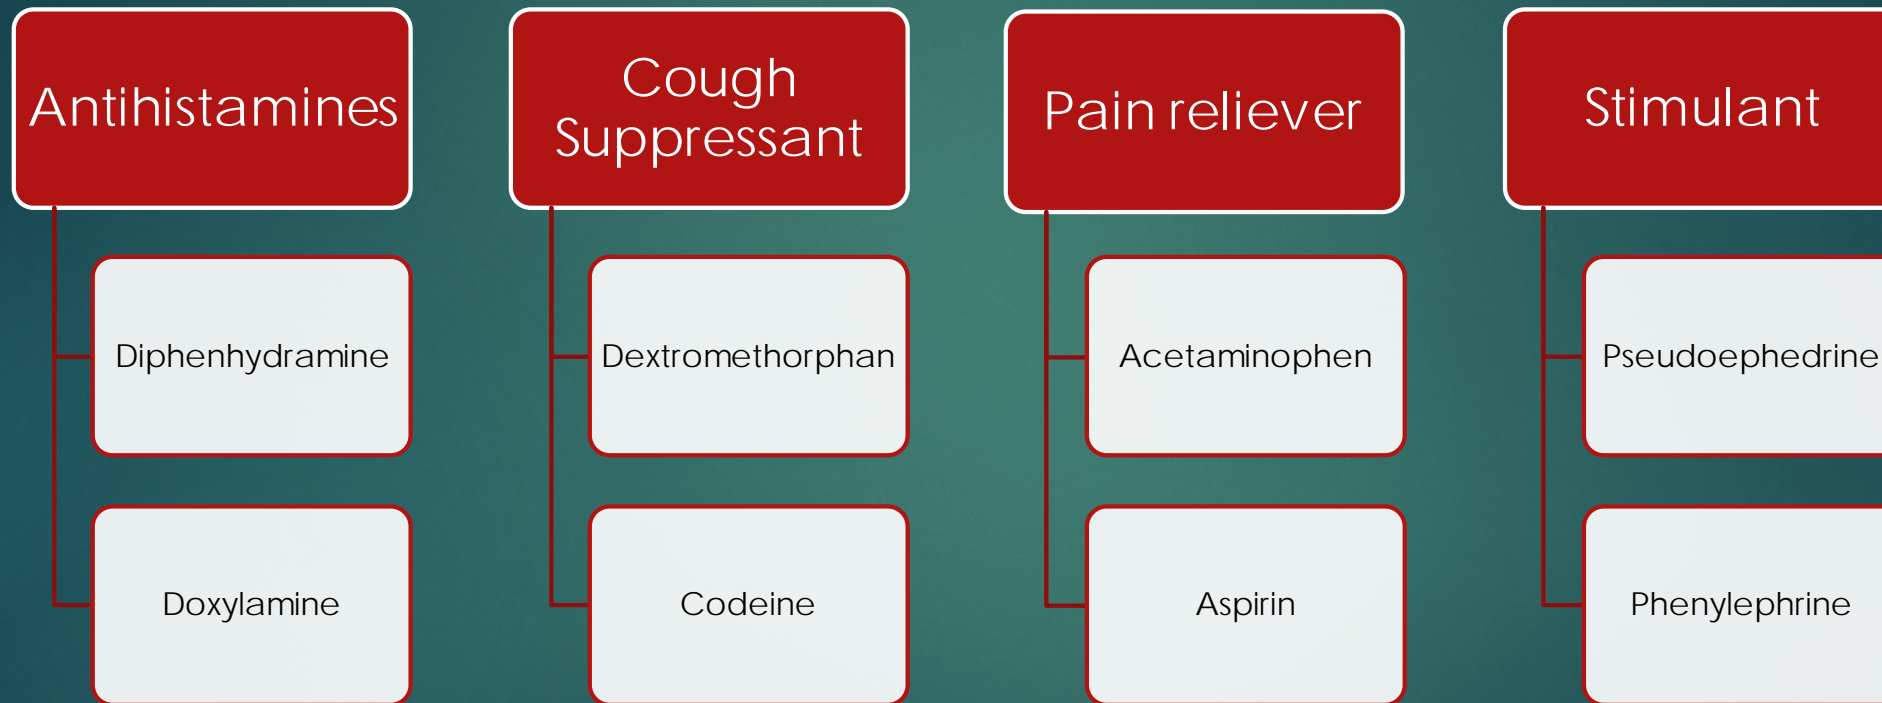 Antihistamines
Diphenhydramine
Doxylamine
Cough
Suppressant
Dextromethorphan
Codeine
Pain reliever
Acetaminophen
Aspirin
Stimulant
Pseudoephedrine
Phenylephrine